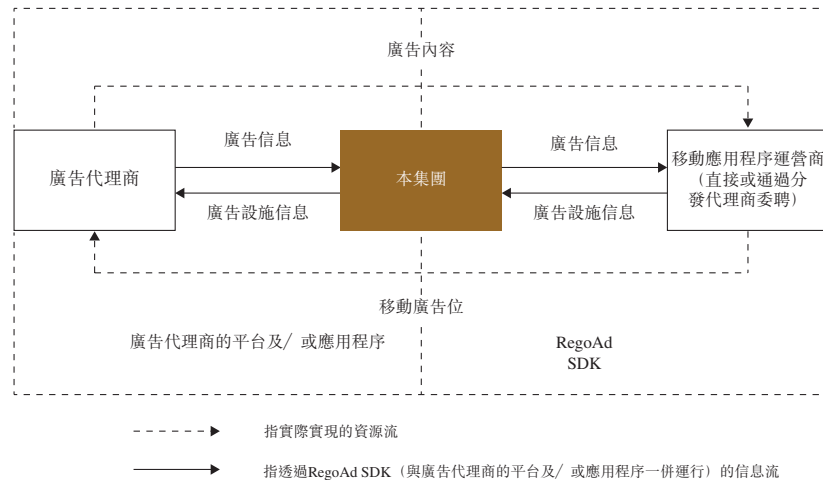 廣告內容
廣告信息
廣告信息
廣告代理商
本集團
移動應用程序運營商
（直接或通過分
發代理商委聘）
廣告設施信息
廣告設施信息
移動廣告位
廣告代理商的平台及/ 或應用程序
RegoAd
SDK
指實際實現的資源流
指透過RegoAd SDK（與廣告代理商的平台及/ 或應用程序一併運行）的信息流